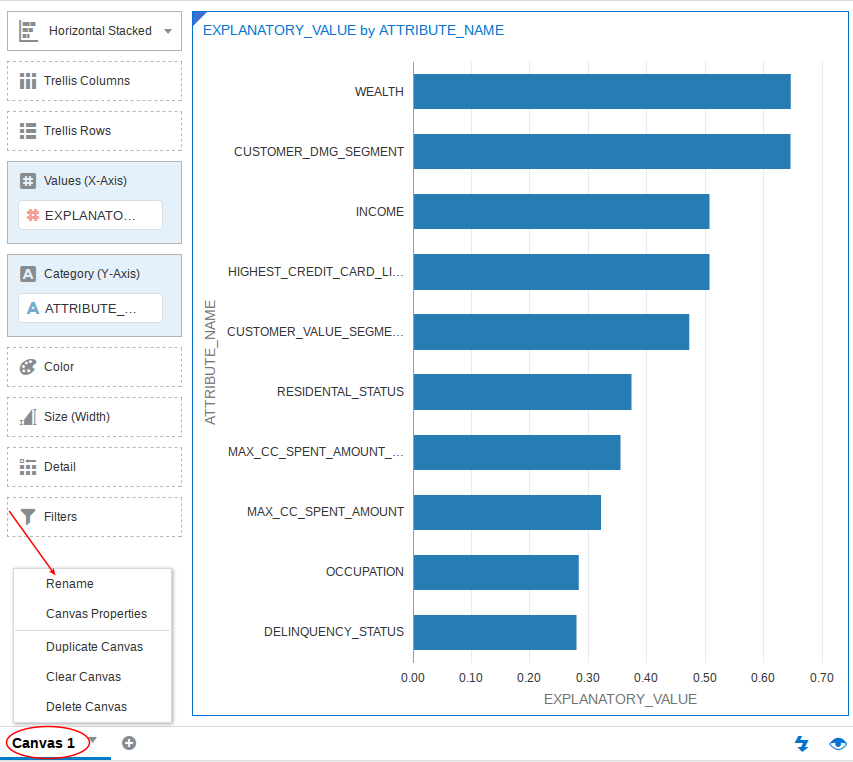 Horizontal Stacked
Trellis Columns
Trellis Rows
Values (X-Axis)
EXPLANATO...
Category (Y-Axis)
A ATTRIBUTE_...
Color
Size (Width)
Detail
Filters
Rename
Canvas Properties
Duplicate Canvas
Clear Canvas
Delete Canvas
Canvas 1
EXPLANATORY_VALUE by ATTRIBUTE_NAME
ATTRIBUTE_NAME
WEALTH
CUSTOMER_DMG_SEGMENT
INCOME
HIGHEST_CREDIT_CARD_LI...
CUSTOMER_VALUE_SEGME...
RESIDENTAL_STATUS
MAX_CC_SPENT_AMOUNT_...
MAX_CC_SPENT_AMOUNT
OCCUPATION
DELINQUENCY_STATUS
0.00 0.10 0.20 0.30 0.40 0.50 0.60 0.70
EXPLANATORY_VALUE